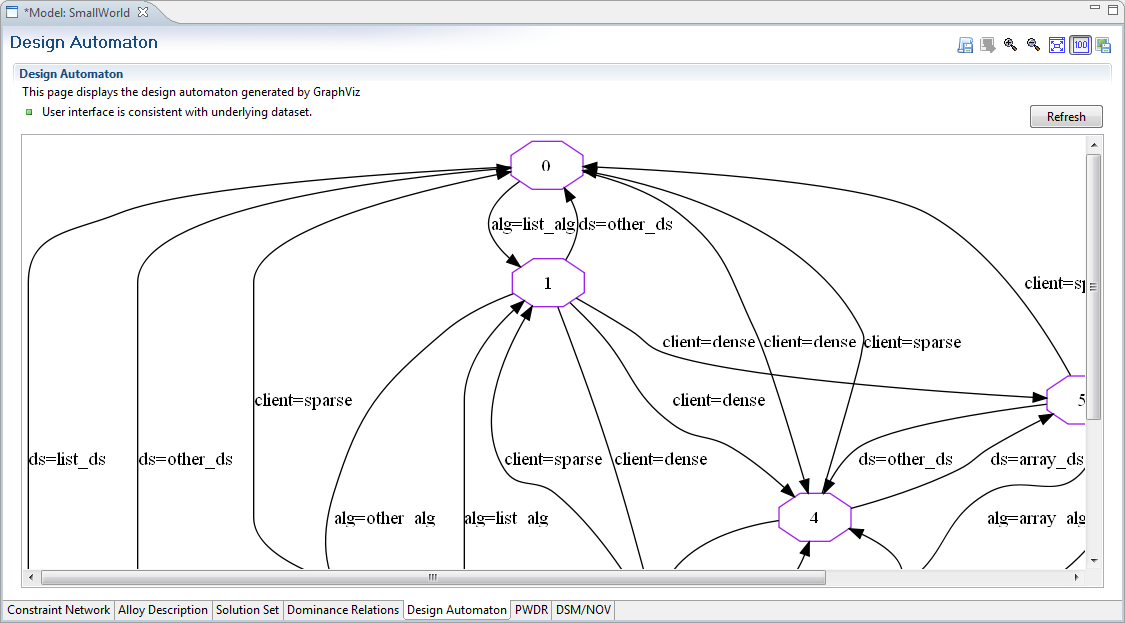 *Model: SmallWorld
Design Automaton
100
Design Automaton
This page displays the design automaton generated by GraphViz
User interface is consistent with underlying dataset.
Refresh
0
alg=list_alg ds=other_ds
1
client=sp
client=dense client=dense client=sparse
client=sparse client=dense 5
ds=list_ds ds=other_ds client=sparse client=dense ds=other_ds ds=array_ds
alg=other_alg alg=list_alg 4 alg=array_alg
Constraint Network Alloy Description Solution Set Dominance Relations Design Automaton PWDR DSM/NOV